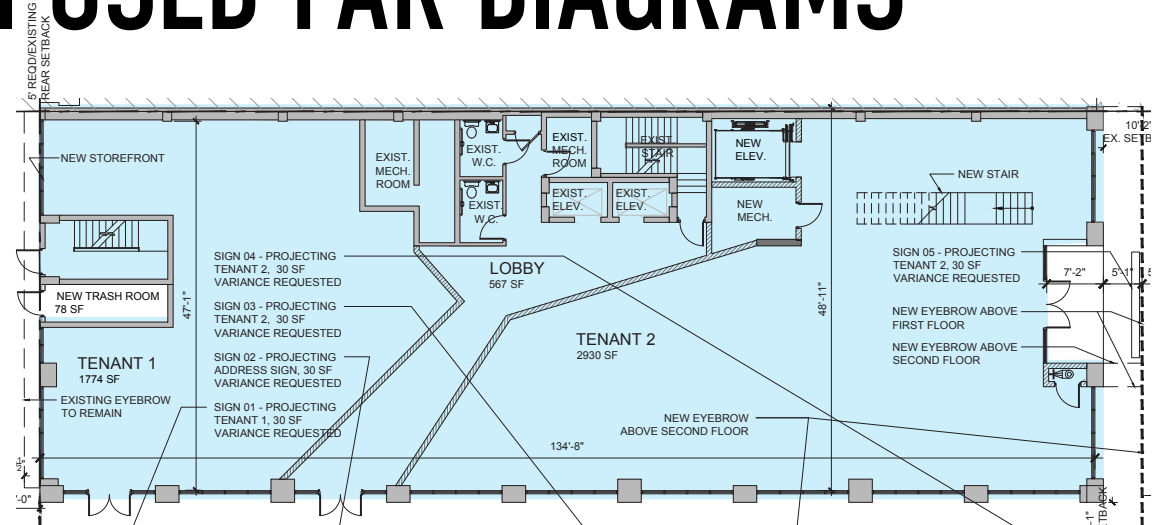 USED FAR DIAGRAMS
5' REQD/EXISTING
REAR SETBACK
10'-2"
NEW STOREFRONT
EXIST.
MECH.
ROOM
EXIST.
W.C.
EXIST.
W.C.
EXIST.
MECH.
ROOM
EXIST.
STAIR
EXIST.
ELEV.
EXIST.
ELEV.
NEW
ELEV.
NEW
MECH.
NEW STAIR
NEW TRASH ROOM
78 SF
47'-1"
SIGN 04 - PROJECTING
TENANT 2, 30 SF
VARIANCE REQUESTED
SIGN 03 - PROJECTING
TENANT 2, 30 SF
VARIANCE REQUESTED
SIGN 02 - PROJECTING
ADDRESS SIGN, 30 SF
VARIANCE REQUESTED
SIGN 01 - PROJECTING
TENANT 1, 30 SF
VARIANCE REQUESTED
LOBBY
567 SF
TENANT 1
1774 SF
EXISTING EYEBROW
TO REMAIN
TENANT 2
2930 SF
48'-11"
SIGN 05 - PROJECTING
TENANT 2, 30 SF
VARIANCE REQUESTED
7'-2"
5'-1"
NEW EYEBROW ABOVE
FIRST FLOOR
NEW EYEBROW ABOVE
SECOND FLOOR
NEW EYEBROW
ABOVE SECOND FLOOR
134'-8"